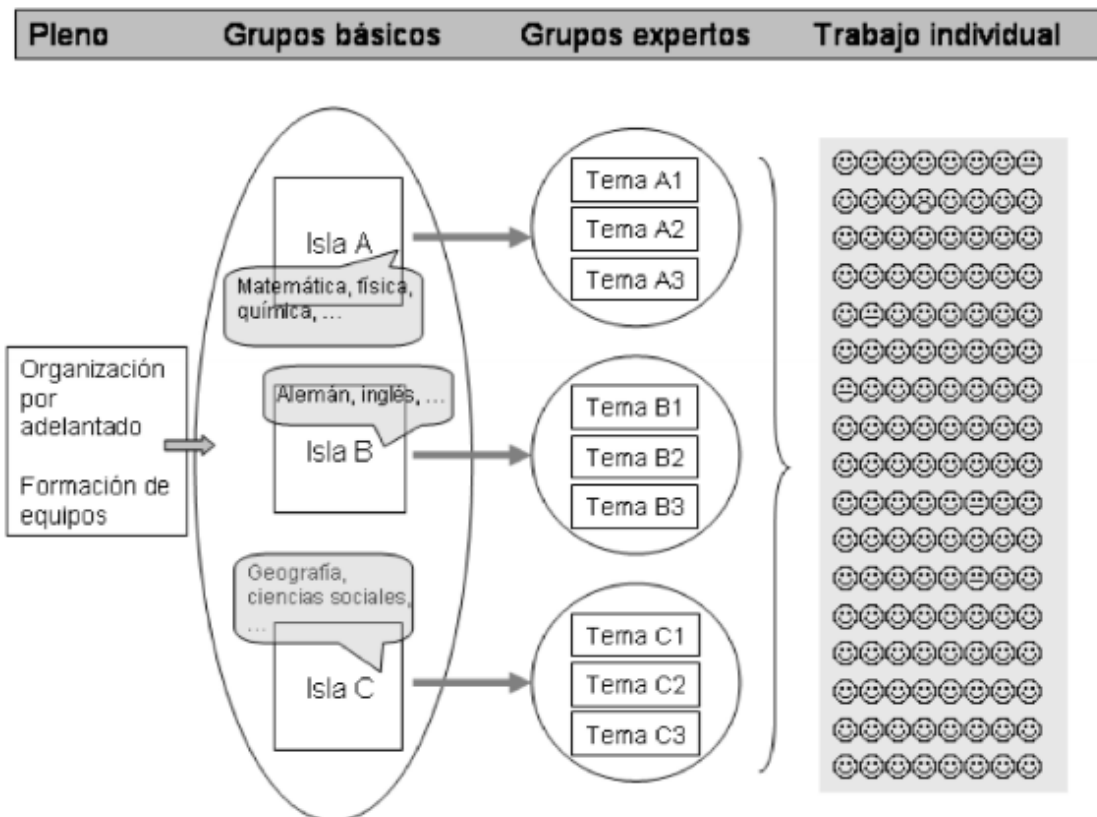 Pleno Grupos básicos Grupos expertos Trabajo individual
Organización
por
adelantado
Formación de
equipos
Isla A
Matemática, física,
química, ...
Alemán, inglés, ...
Isla B
Geografía,
ciencias sociales,
...
Isla C
Tema A1
Tema A2
Tema A3
Tema B1
Tema B2
Tema B3
Tema C1
Tema C2
Tema C3